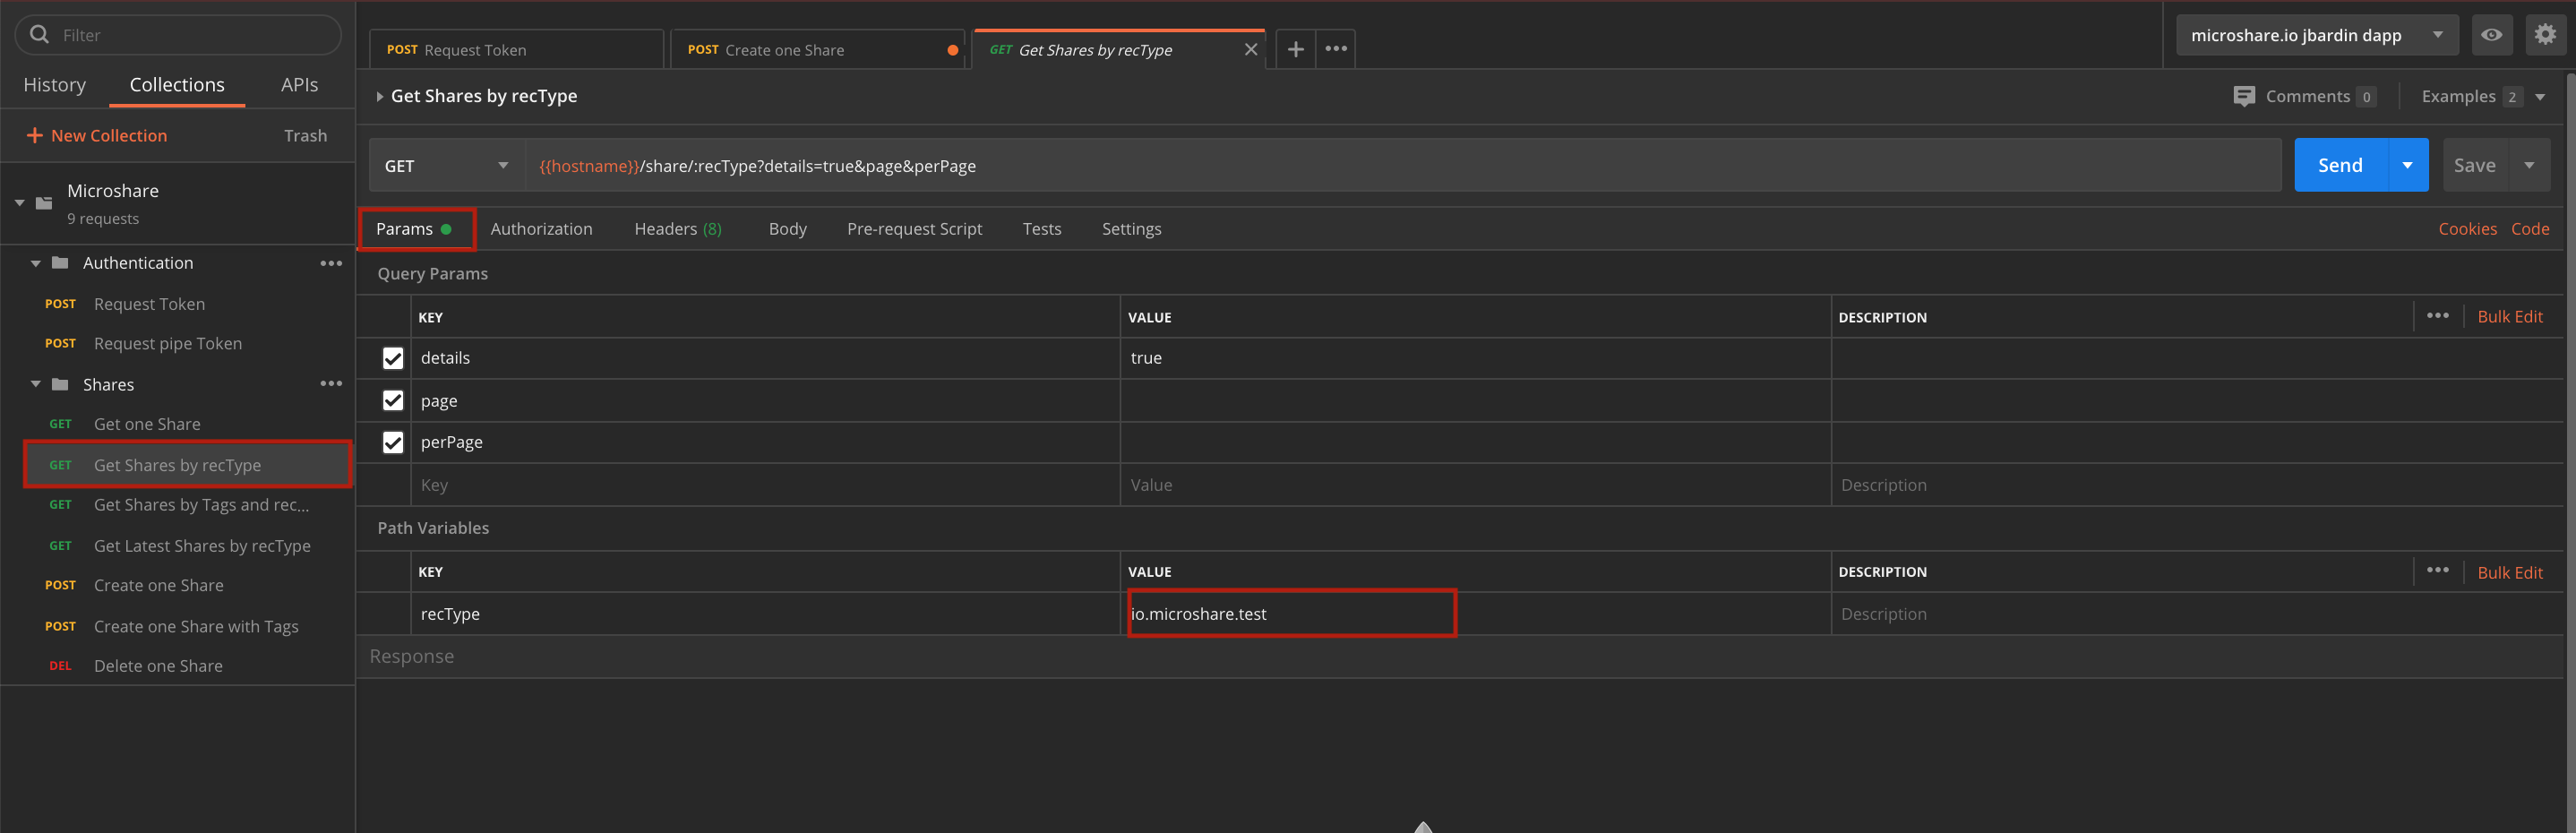 Filter
History Collections APIs
+ New Collection Trash
Microshare
9 requests
Authentication •••
POST Request Token
POST Request pipe Token
Shares •••
GET Get one Share
GET Get Shares by recType
GET Get Shares by Tags and rec...
GET Get Latest Shares by recType
POST Create one Share
POST Create one Share with Tags
DEL Delete one Share
POST Request Token POST Create one Share GET Get Shares by recType + •••
microshare.io jbardin dapp
Get Shares by recType Comments 0 Examples 2
GET {{hostname}}/share/:recType?details=true&page&perPage Send Save
Params Authorization Headers (8) Body Pre-request Script Tests Settings Cookies Code
Query Params
KEY VALUE DESCRIPTION ••• Bulk Edit
details true
page
perPage
Key Value Description
Path Variables
KEY VALUE DESCRIPTION ••• Bulk Edit
recType io.microshare.test Description
Response